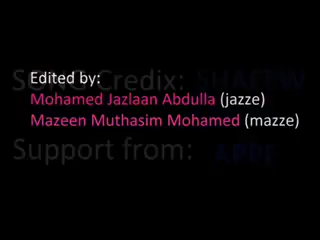 SONG Credix:
Edited by:
Mohamed Jazlaan Abdulla (jazze)
Mazeen Muthasim Mohamed (mazze)
Support from: